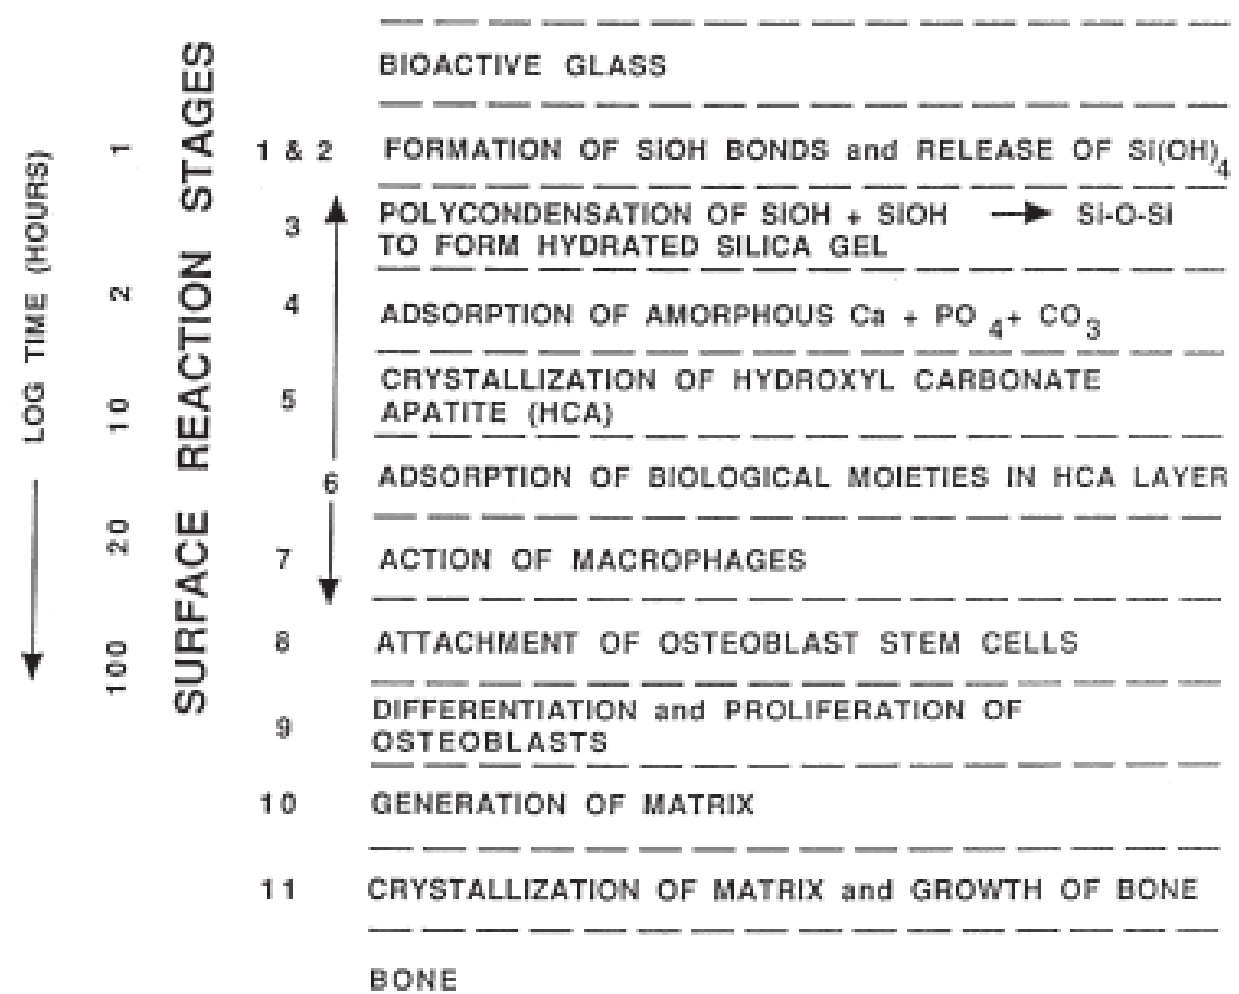 BIOACTIVE GLASS
1 & 2 FORMATION OF SiOH BONDS and RELEASE OF Si(OH)4
3 POLYCONDENSATION OF SiOH + SiOH → Si-O-Si
TO FORM HYDRATED SILICA GEL
4 ADSORPTION OF AMORPHOUS Ca + PO4 + CO3
5 CRYSTALLIZATION OF HYDROXYL CARBONATE
APATITE (HCA)
6 ADSORPTION OF BIOLOGICAL MOIETIES IN HCA LAYER
7 ACTION OF MACROPHAGES
8 ATTACHMENT OF OSTEOBLAST STEM CELLS
9 DIFFERENTIATION and PROLIFERATION OF
OSTEOBLASTS
10 GENERATION OF MATRIX
11 CRYSTALLIZATION OF MATRIX and GROWTH OF BONE
BONE
SURFACE REACTION STAGES
LOG TIME (HOURS)
1
2
10
20
100